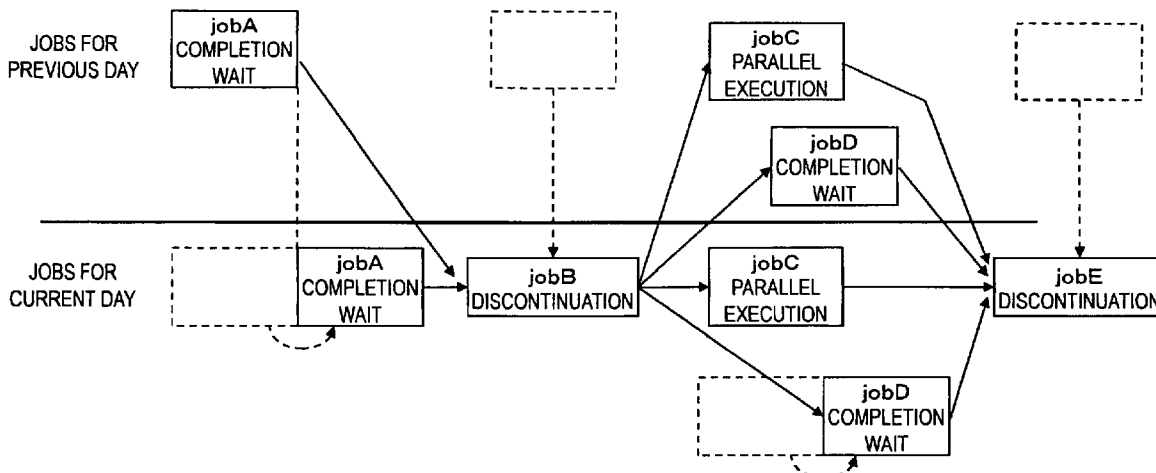 JOBS FOR
PREVIOUS DAY
jobA
COMPLETION
WAIT
jobC
PARALLEL
EXECUTION
jobD
COMPLETION
WAIT
JOBS FOR
CURRENT DAY
jobA
COMPLETION
WAIT
jobB
DISCONTINUATION
jobC
PARALLEL
EXECUTION
jobE
DISCONTINUATION
jobD
COMPLETION
WAIT